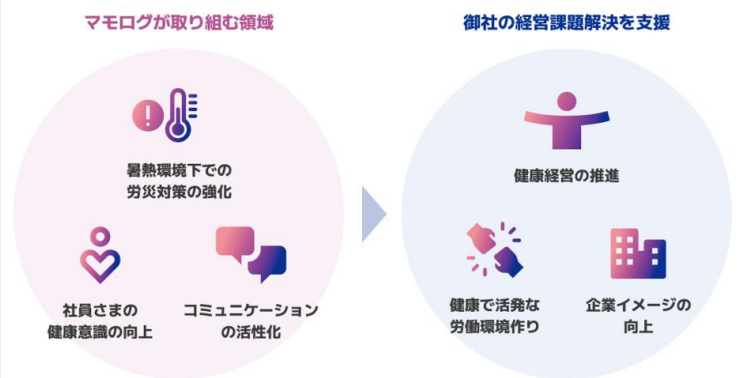 マモログが取り組む領域
暑熱環境下での
労災対策の強化
社員さまの
健康意識の向上
コミュニケーション
の活性化
御社の経営課題解決を支援
健康経営の推進
健康で活発な
労働環境作り
企業イメージの
向上